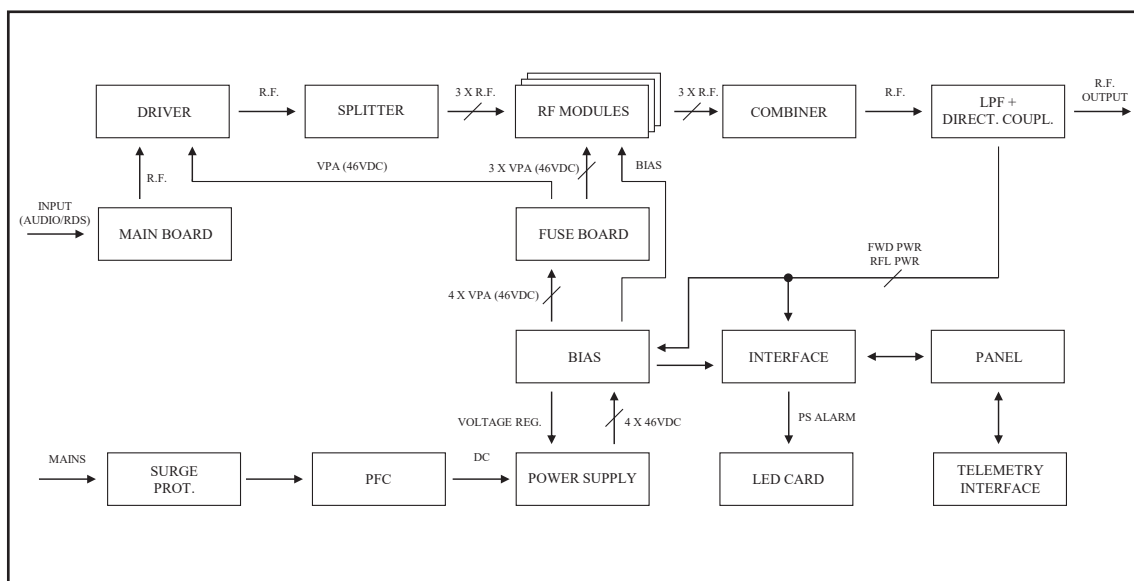 R.F.
3 X R.F.
3 X R.F.
R.F.
R.F.
OUTPUT
DRIVER
SPLITTER
RF MODULES
COMBINER
LPF +
DIRECT. COUPL.
VPA (46VDC)
3 X VPA (46VDC)
BIAS
R.F.
INPUT
(AUDIO/RDS)
MAIN BOARD
FUSE BOARD
FWD PWR
RFL PWR
4 X VPA (46VDC)
BIAS
INTERFACE
PANEL
VOLTAGE REG.
4 X 46VDC
PS ALARM
MAINS
DC
SURGE
PROT.
PFC
POWER SUPPLY
LED CARD
TELEMETRY
INTERFACE